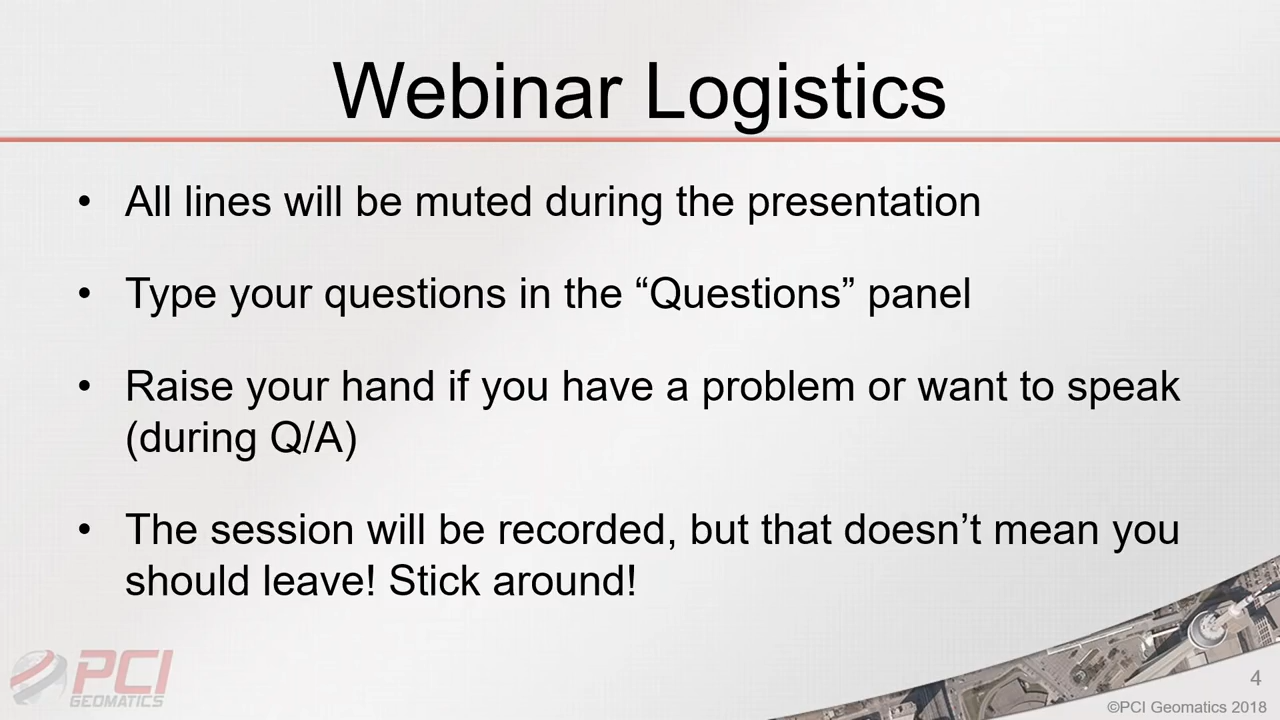 Webinar Logistics
• All lines will be muted during the presentation
• Type your questions in the “Questions” panel
• Raise your hand if you have a problem or want to speak
(during Q/A)
• The session will be recorded, but that doesn’t mean you
should leave! Stick around!
PCI
GEOMATICS
4
©PCI Geomatics 2018